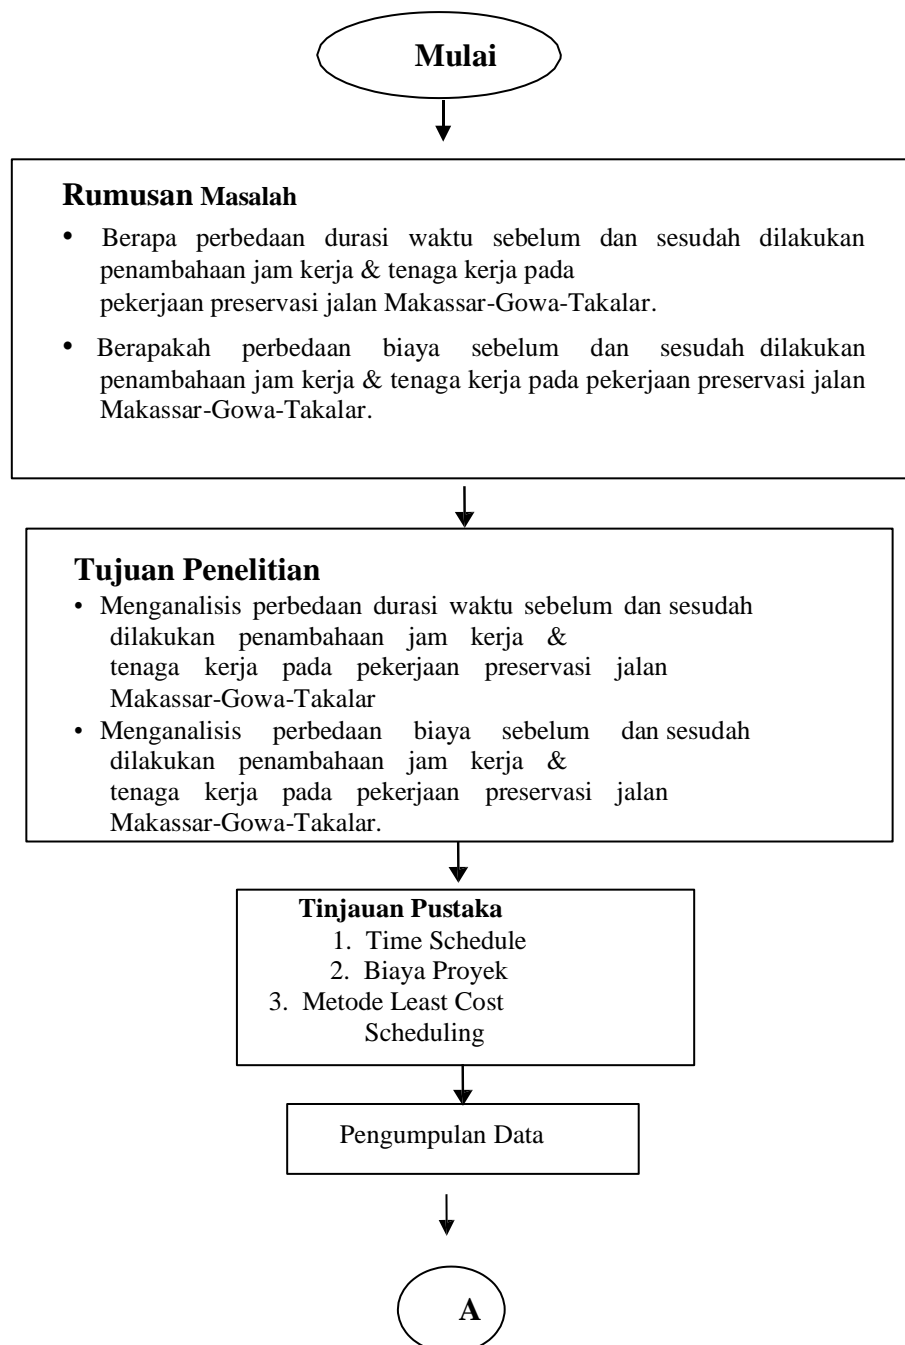 Mulai
Rumusan Masalah
• Berapa perbedaan durasi waktu sebelum dan sesudah dilakukan
penambahaan jam kerja & tenaga kerja pada
pekerjaan preservasi jalan Makassar-Gowa-Takalar.
• Berapakah perbedaan biaya sebelum dan sesudah dilakukan
penambahaan jam kerja & tenaga kerja pada pekerjaan preservasi jalan
Makassar-Gowa-Takalar.
Tujuan Penelitian
• Menganalisis perbedaan durasi waktu sebelum dan sesudah
dilakukan penambahaan jam kerja &
tenaga kerja pada pekerjaan preservasi jalan
Makassar-Gowa-Takalar
• Menganalisis perbedaan biaya sebelum dan sesudah
dilakukan penambahaan jam kerja &
tenaga kerja pada pekerjaan preservasi jalan
Makassar-Gowa-Takalar.
Tinjauan Pustaka
1. Time Schedule
2. Biaya Proyek
3. Metode Least Cost
Scheduling
Pengumpulan Data
A